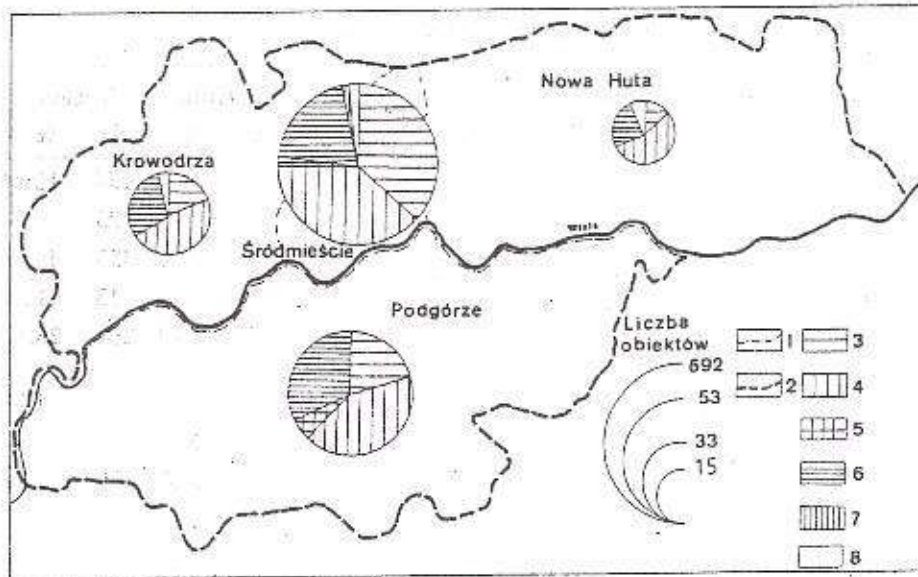 Nowa Huta
Krowodrza
Śródmieście
Wisła
Podgórze
Liczba
obiektów
592
53
33
15
1
2
3
4
5
6
7
8